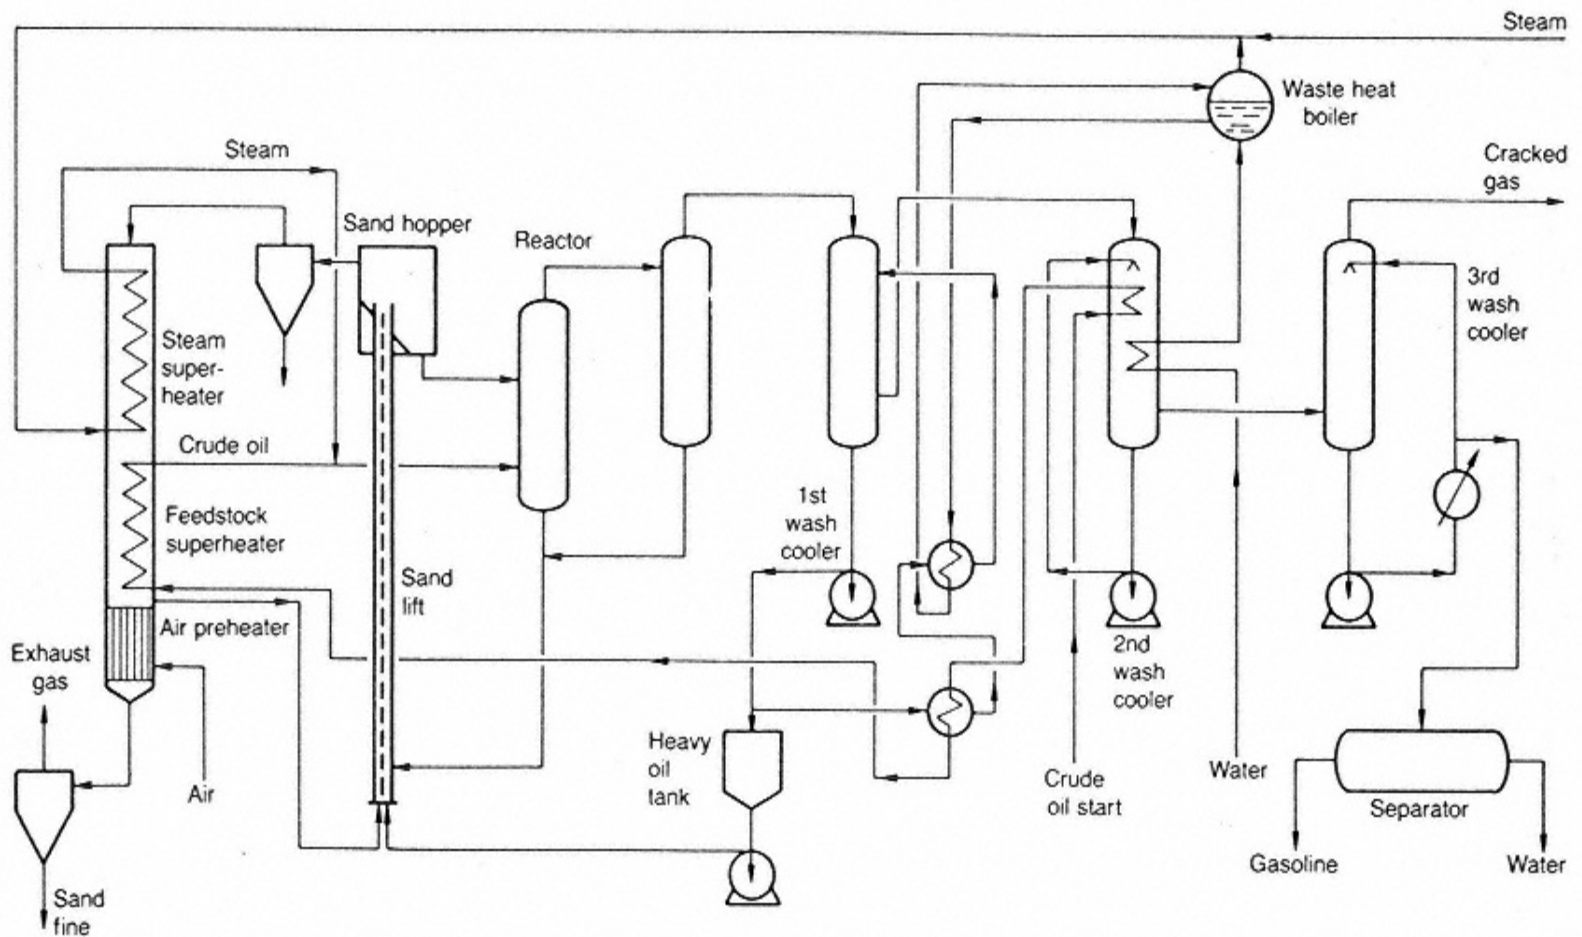 Steam
Waste heat
boiler
Cracked
gas
Steam
Sand hopper
Reactor
3rd
wash
cooler
Steam
super-
heater
Crude oil
1st
wash
cooler
Feedstock
superheater
Sand
lift
Air preheater
Exhaust
gas
2nd
wash
cooler
Heavy
oil
tank
Air
Crude
oil start
Water
Separator
Gasoline
Water
Sand
fine